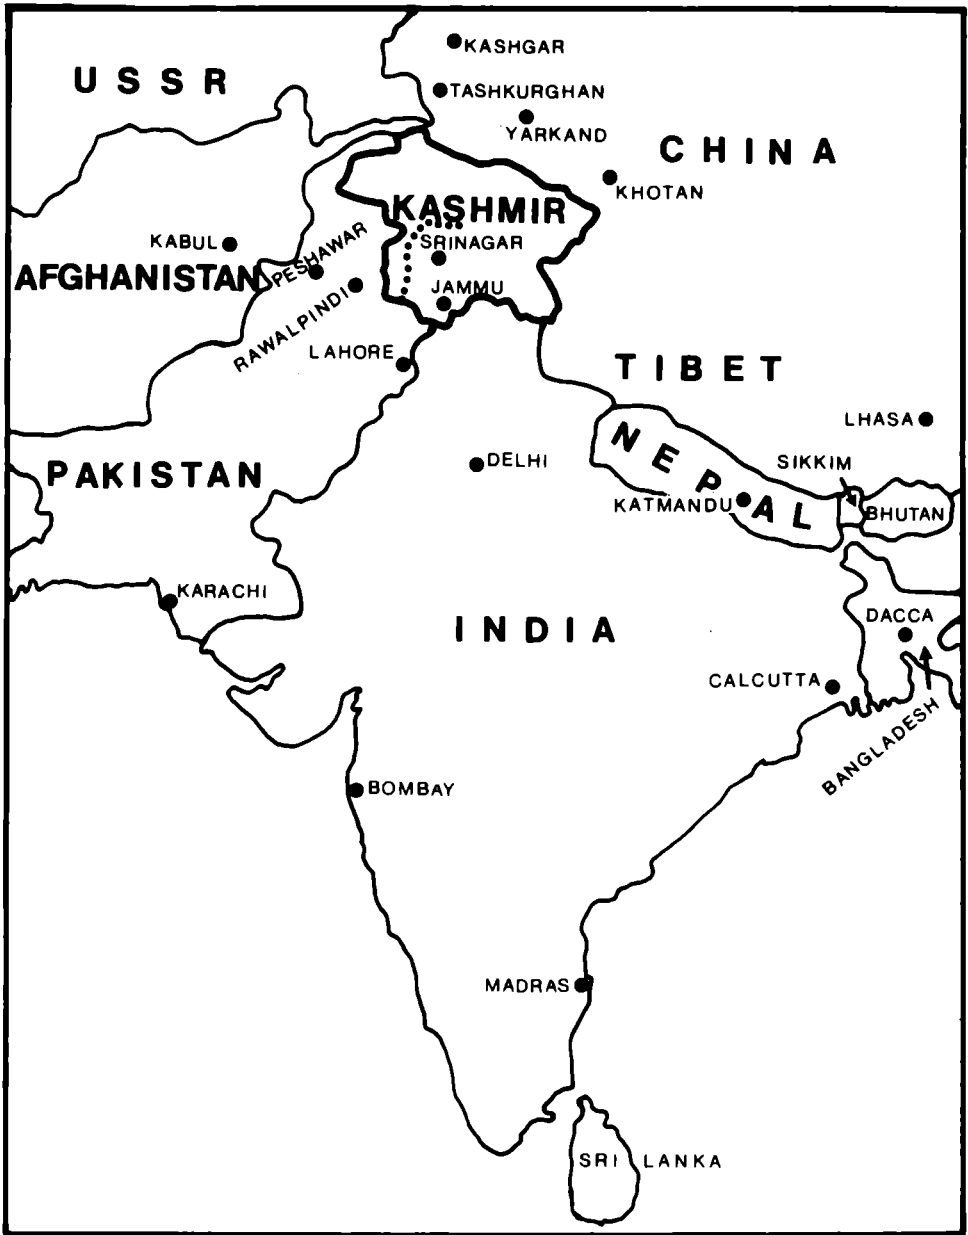 KASHGAR
USSR
TASHKURGHAN
YARKAND
CHINA
KHOTAN
KASHMIR
KABUL
SRINAGAR
PESHAWAR
AFGHANISTAN
JAMMU
RAWALPINDI
LAHORE
TIBET
LHASA
NEPAL
DELHI
SIKKIM
PAKISTAN
KATMANDU
BHUTAN
KARACHI
DACCA
INDIA
CALCUTTA
BANGLADESH
BOMBAY
MADRAS
SRI LANKA